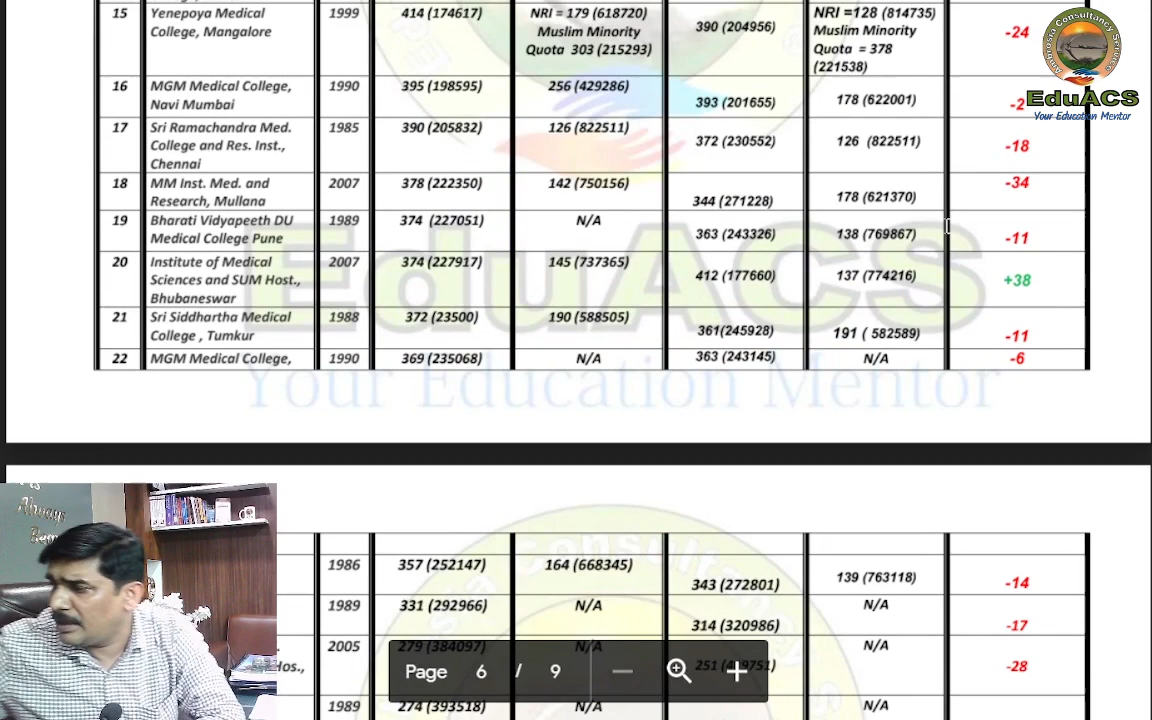 15 Yenepoya Medical 1999 414 (174617) NRI = 179 (618720) 390 (204956) NRI =128 (814735) -24
College, Mangalore Muslim Minority Muslim Minority
Quota 303 (215293) Quota = 378
(221538)
16 MGM Medical College, 1990 395 (198595) 256 (429286) 393 (201655) 178 (622001) -2
Navi Mumbai
17 Sri Ramachandra Med. 1985 390 (205832) 126 (822511) 372 (230552) 126 (822511) -18
College and Res. Inst.,
Chennai
18 MM Inst. Med. and 2007 378 (222350) 142 (750156) 344 (271228) 178 (621370) -34
Research, Mullana
19 Bharati Vidyapeeth DU 1989 374 (227051) N/A 363 (243326) 138 (769867) -11
Medical College Pune
20 Institute of Medical 2007 374 (227917) 145 (737365) 412 (177660) 137 (774216) +38
Sciences and SUM Host.,
Bhubaneswar
21 Sri Siddhartha Medical 1988 372 (23500) 190 (588505) 361(245928) 191 ( 582589) -11
College , Tumkur
22 MGM Medical College, 1990 369 (235068) N/A 363 (243145) N/A -6
EduACS
Your Education Mentor
Ambrosia Consultancy Services
EduACS
Your Education Mentor
1986 357 (252147) 164 (668345) 343 (272801) 139 (763118) -14
1989 331 (292966) N/A 314 (320986) N/A -17
2005 279 (384097) N/A N/A -28
Hos.,
1989 274 (393518) N/A N/A
Page 6 / 9
Always